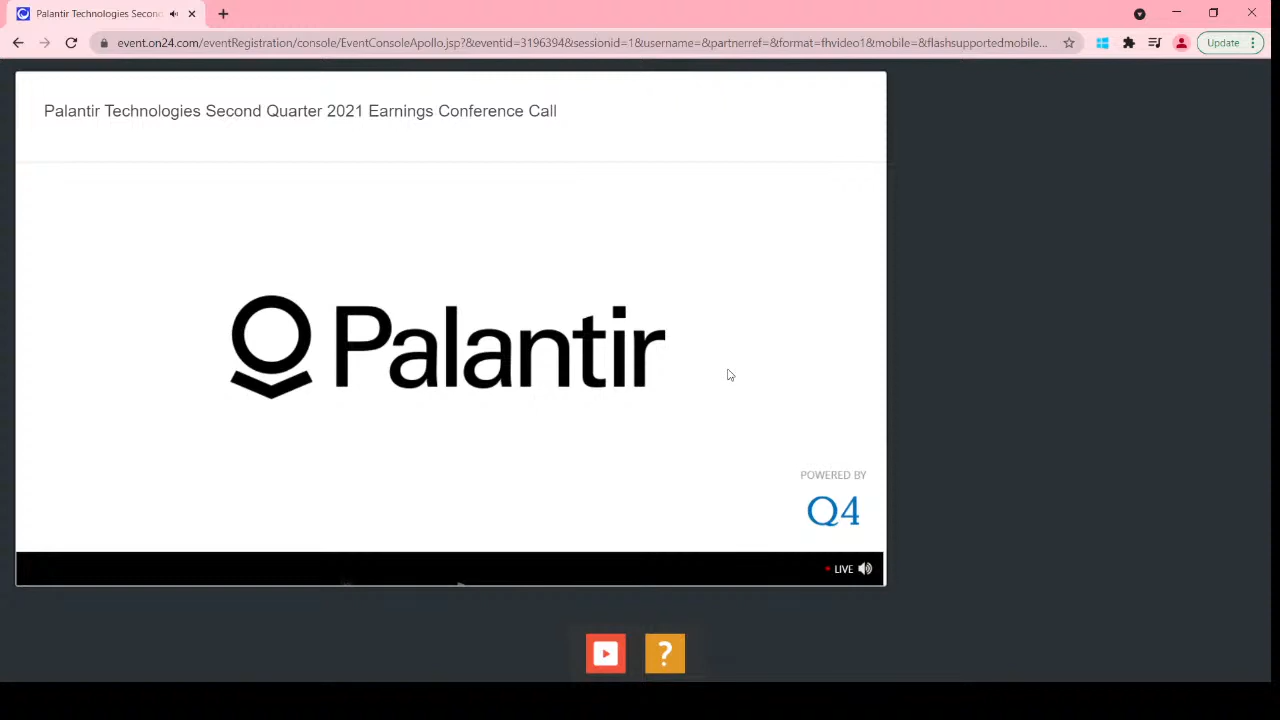 Palantir Technologies Second
Update
event.on24.com/eventRegistration/console/EventConsoleApollo.jsp?&eventid=3196394&sessionid=1&username=&partnerref=&format=fhvideo1&mobile=&flashsupportedmobile...
Palantir Technologies Second Quarter 2021 Earnings Conference Call
Palantir
POWERED BY
Q4
LIVE
?